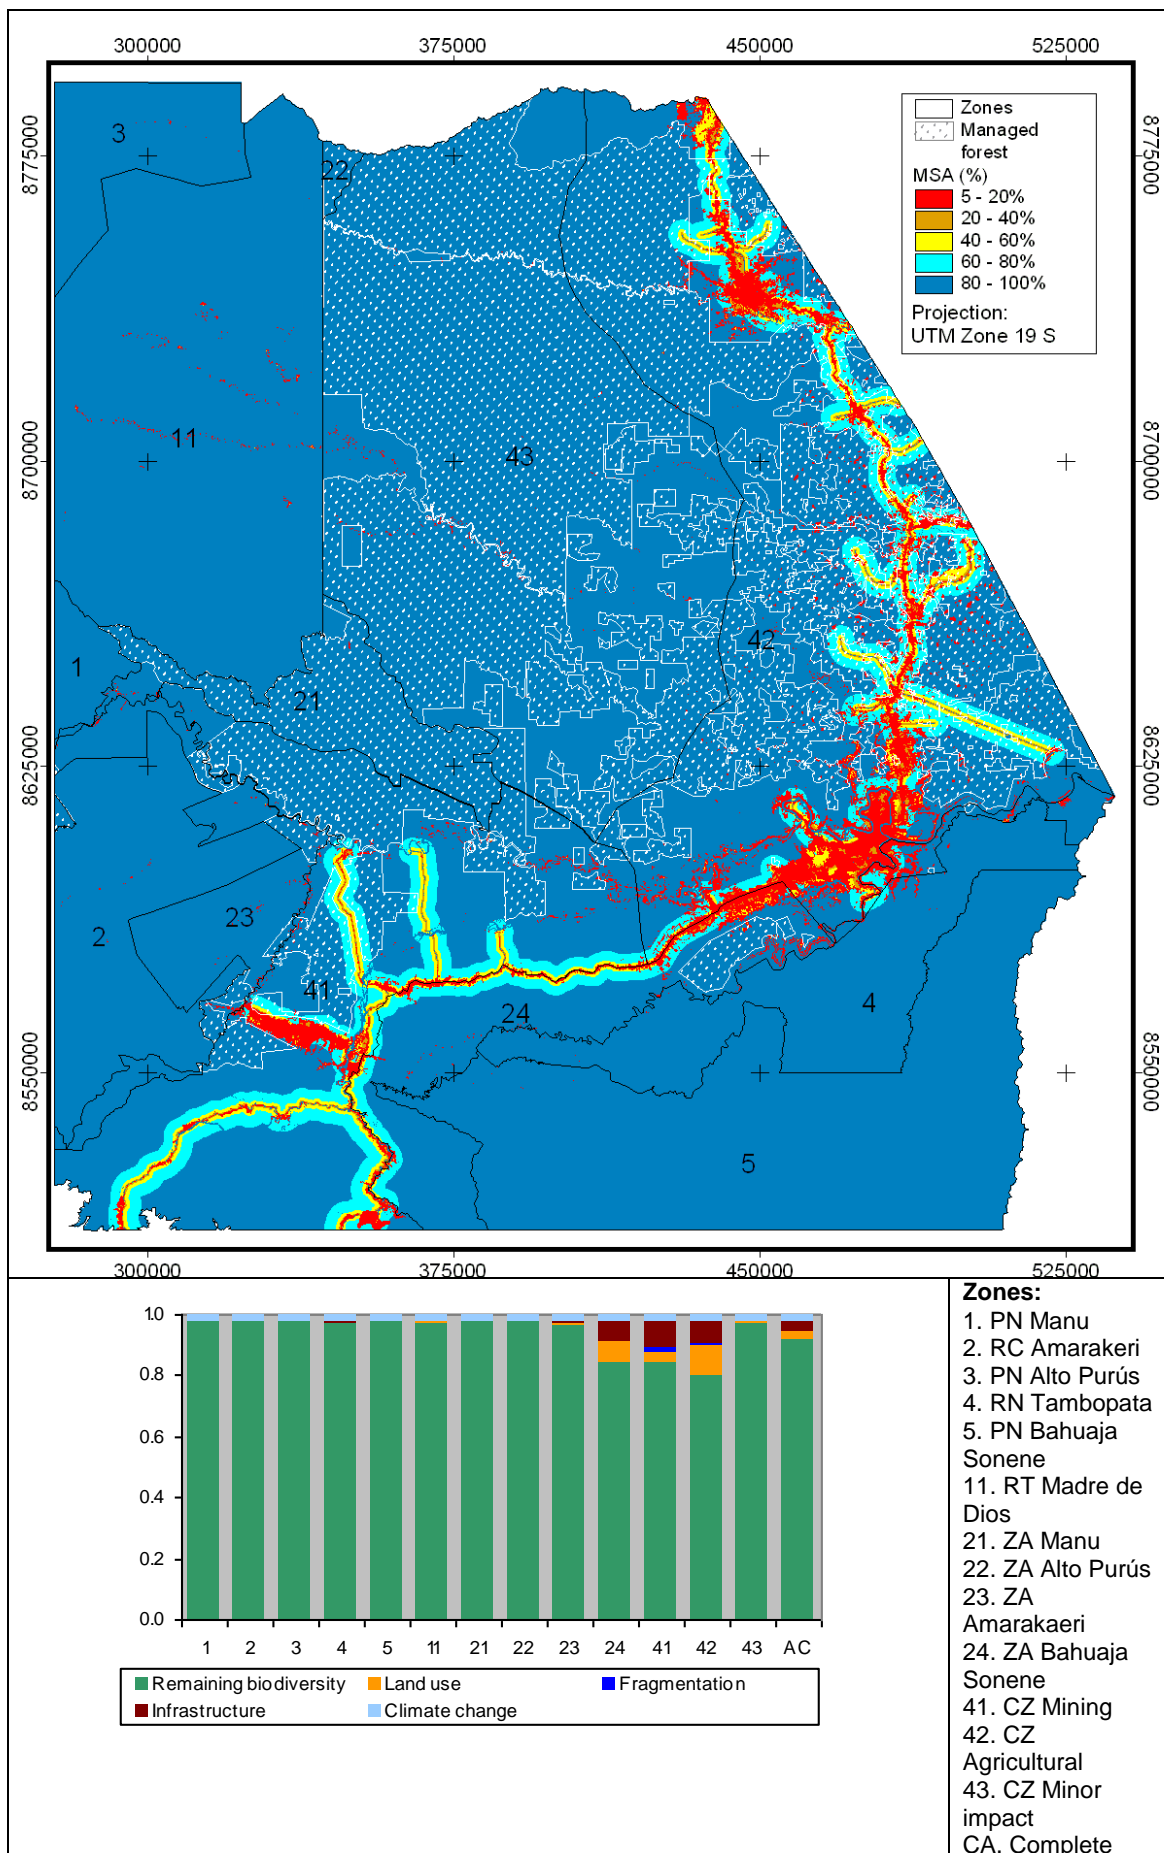 300000 375000 450000 525000
8775000 8775000
8700000 8700000
8625000 8625000
8550000 8550000
Zones
Managed
forest
MSA (%)
5 - 20%
20 - 40%
40 - 60%
60 - 80%
80 - 100%
Projection:
UTM Zone 19 S
3
22
11
43
42
1
21
23
2
41
24
4
5
300000 375000 450000 525000
1.0
0.8
0.6
0.4
0.2
0.0
1 2 3 4 5 11 21 22 23 24 41 42 43 AC
Remaining biodiversity Land use Fragmentation
Infrastructure Climate change
Zones:
1. PN Manu
2. RC Amarakeri
3. PN Alto Purús
4. RN Tambopata
5. PN Bahuaja
Sonene
11. RT Madre de
Dios
21. ZA Manu
22. ZA Alto Purús
23. ZA
Amarakaeri
24. ZA Bahuaja
Sonene
41. CZ Mining
42. CZ
Agricultural
43. CZ Minor
impact
CA. Complete